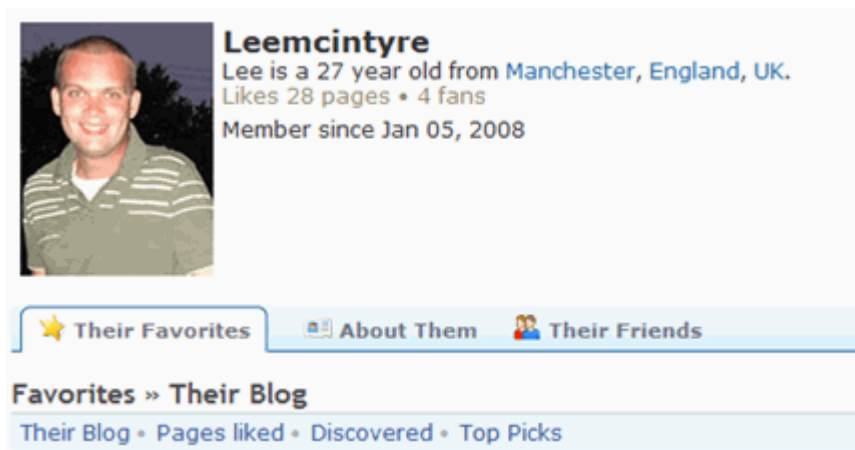 Leemcintyre
Lee is a 27 year old from Manchester, England, UK.
Likes 28 pages • 4 fans
Member since Jan 05, 2008
Their Favorites About Them Their Friends
Favorites » Their Blog
Their Blog • Pages liked • Discovered • Top Picks